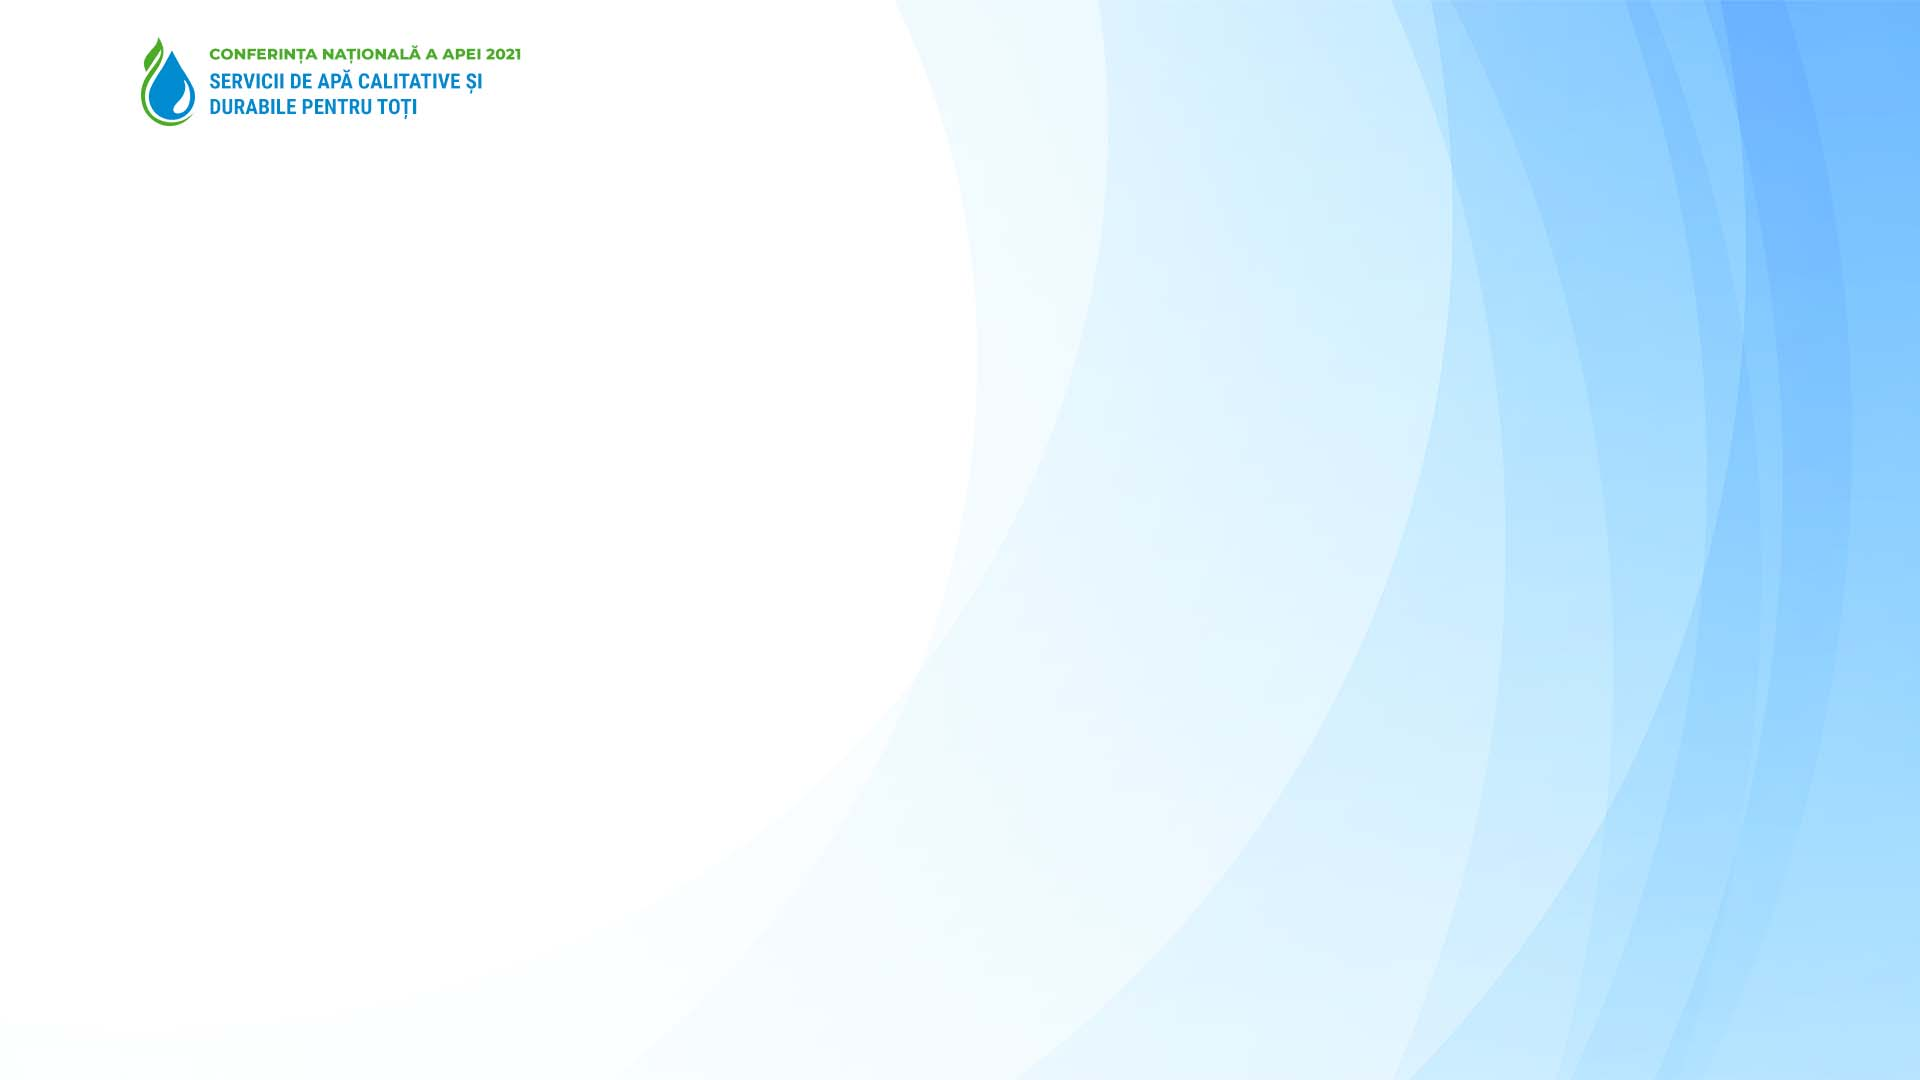 CONFERINȚA NAȚIONALĂ A APEI 2021
SERVICII DE APĂ CALITATIVE ȘI
DURABILE PENTRU TOȚI